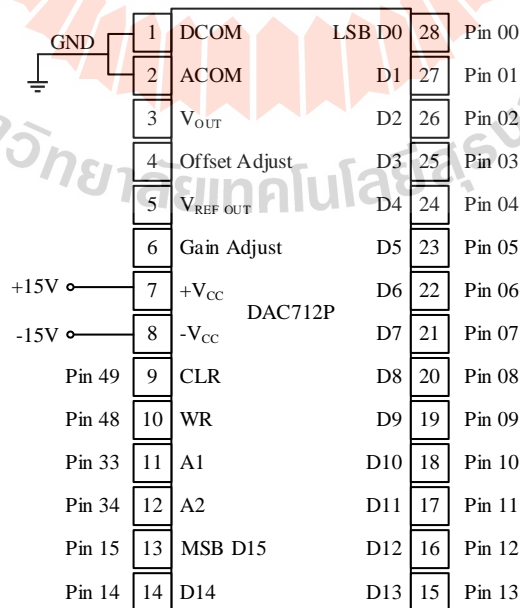 GND 1 DCOM LSB D0 28 Pin 00
2 ACOM D1 27 Pin 01
3 VOUT D2 26 Pin 02
4 Offset Adjust D3 25 Pin 03
5 VREF OUT D4 24 Pin 04
6 Gain Adjust D5 23 Pin 05
+15V 7 +VCC D6 22 Pin 06
DAC712P
-15V 8 -VCC D7 21 Pin 07
Pin 49 9 CLR D8 20 Pin 08
Pin 48 10 WR D9 19 Pin 09
Pin 33 11 A1 D10 18 Pin 10
Pin 34 12 A2 D11 17 Pin 11
Pin 15 13 MSB D15 D12 16 Pin 12
Pin 14 14 D14 D13 15 Pin 13